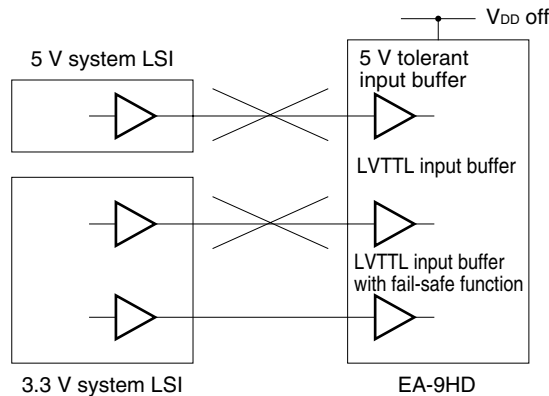 VDD off
5 V system LSI
5 V tolerant
input buffer
LVTTL input buffer
LVTTL input buffer
with fail-safe function
3.3 V system LSI
EA-9HD